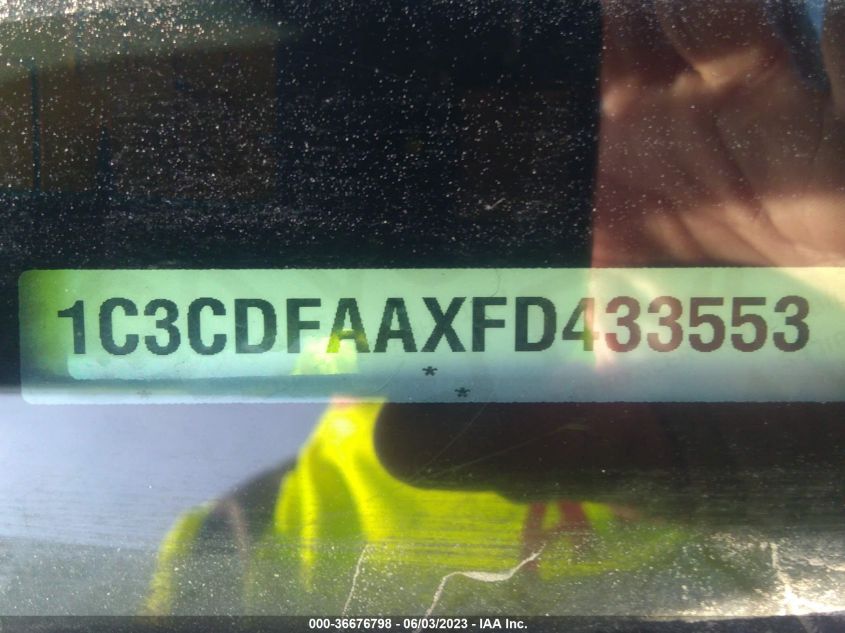 1C3CDFAAXFD433553
*
*
000-36676798 - 06/03/2023 - IAA Inc.